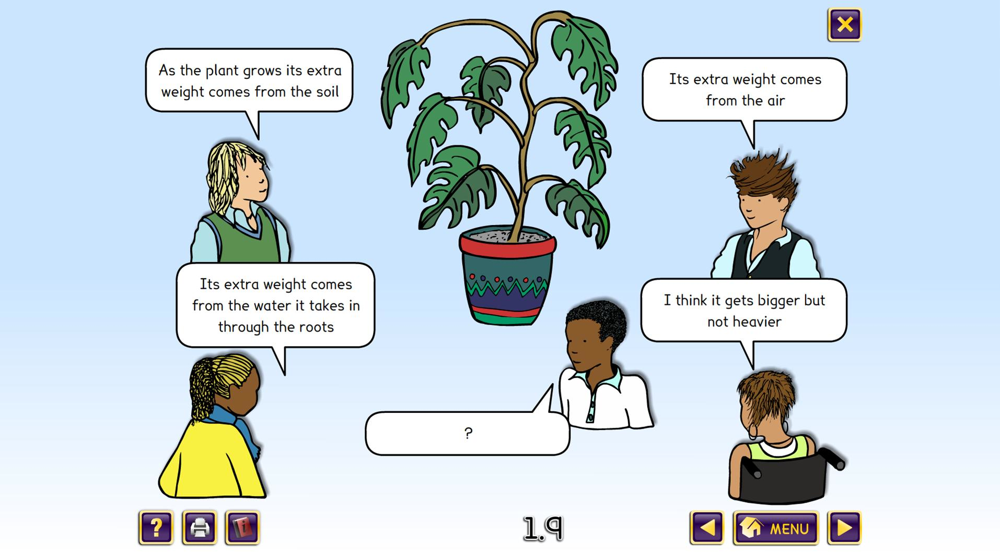 As the plant grows its extra
weight comes from the soil
Its extra weight comes
from the air
Its extra weight comes
from the water it takes in
through the roots
I think it gets bigger but
not heavier
?
?
i
1.9
MENU